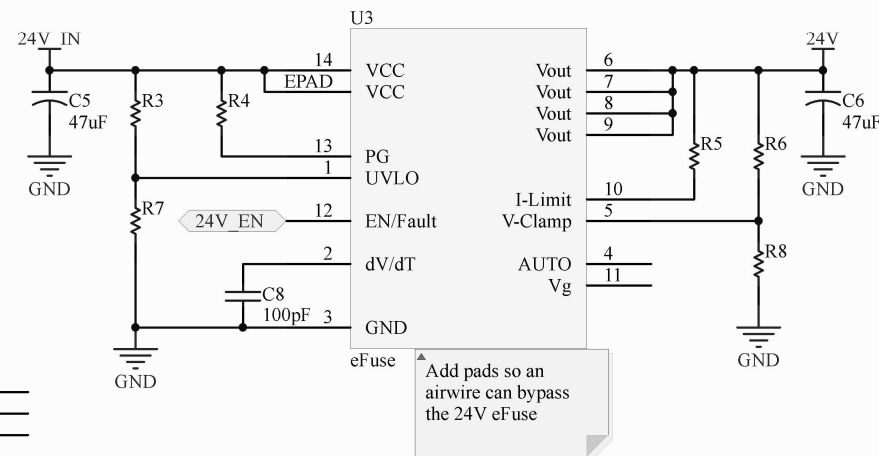 U3
24V_IN
24V
14 VCC
EPAD VCC
C5
47uF
R3
R4
13 PG
1 UVLO
GND
R7
24V_EN
12 EN/Fault
2 dV/dT
C8
100pF
3 GND
GND
Vout 6
Vout 7
Vout 8
Vout 9
R5
R6
C6
47uF
I-Limit 10
V-Clamp 5
GND
R8
AUTO 4
Vg 11
GND
eFuse
Add pads so an
airwire can bypass
the 24V eFuse